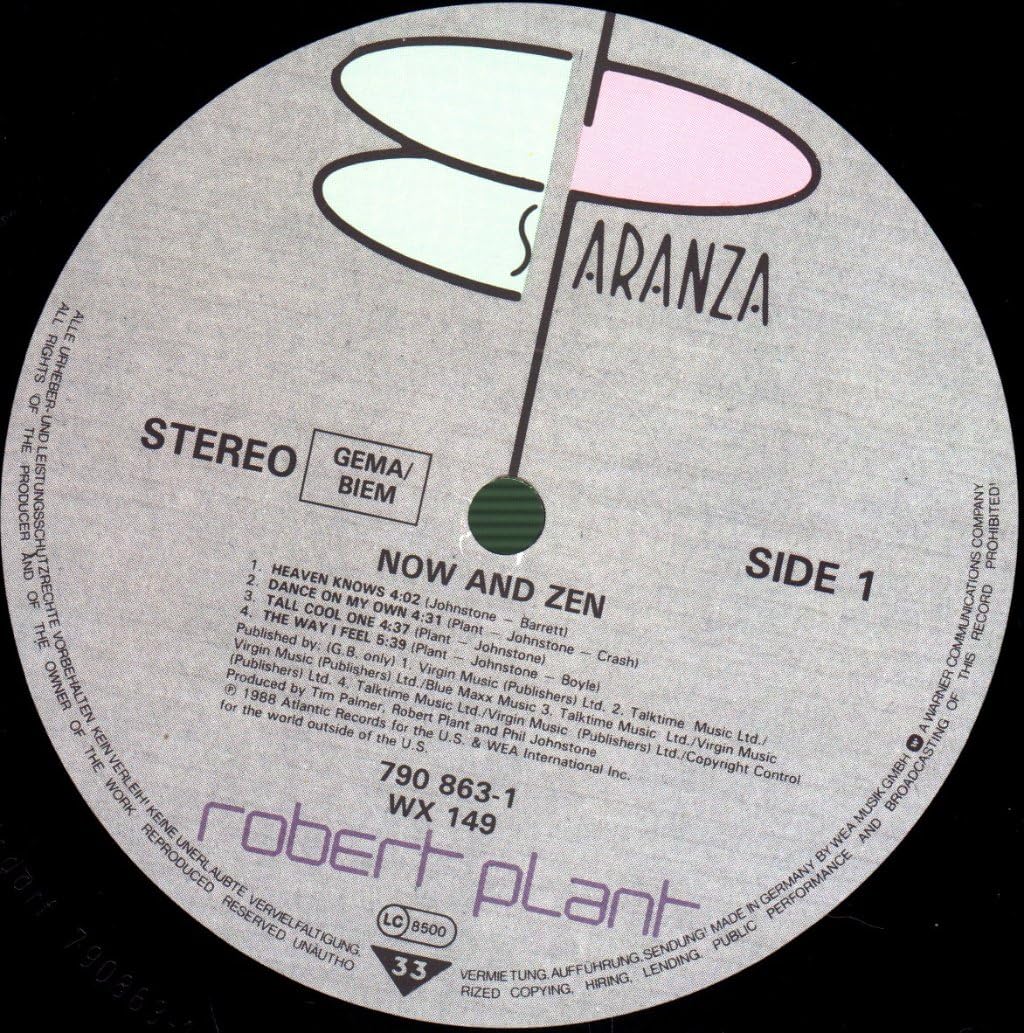 ES PARANZA
STEREO
GEMA/
BIEM
SIDE 1
NOW AND ZEN
1. HEAVEN KNOWS 4:02 (Johnstone – Barrett)
2. DANCE ON MY OWN 4:31 (Plant – Johnstone – Crash)
3. TALL COOL ONE 4:37 (Plant – Johnstone)
4. THE WAY I FEEL 5:39 (Plant – Johnstone – Boyle)
Published by: (G.B. only) 1. Virgin Music (Publishers) Ltd. 2. Talktime Music Ltd./
Virgin Music (Publishers) Ltd./Blue Maxx Music 3. Talktime Music Ltd./Virgin Music
(Publishers) Ltd. 4. Talktime Music Ltd./Virgin Music (Publishers) Ltd./Copyright Control
Produced by Tim Palmer, Robert Plant and Phil Johnstone
℗ 1988 Atlantic Records for the U.S. & WEA International Inc.
for the world outside of the U.S.
790 863-1
WX 149
robert plant
LC 8500
33
ALLE URHEBER- UND LEISTUNGSSCHUTZRECHTE VORBEHALTEN KEIN VERLEIH! KEINE UNERLAUBTE VERVIELFÄLTIGUNG, VERMIETUNG, AUFFÜHRUNG, SENDUNG! MADE IN GERMANY BY WEA MUSIK GMBH A WARNER COMMUNICATIONS COMPANY
ALL RIGHTS OF THE PRODUCER AND OF THE OWNER OF THE WORK REPRODUCED RESERVED UNAUTHORIZED COPYING, HIRING, LENDING, PUBLIC PERFORMANCE AND BROADCASTING OF THIS RECORD PROHIBITED!